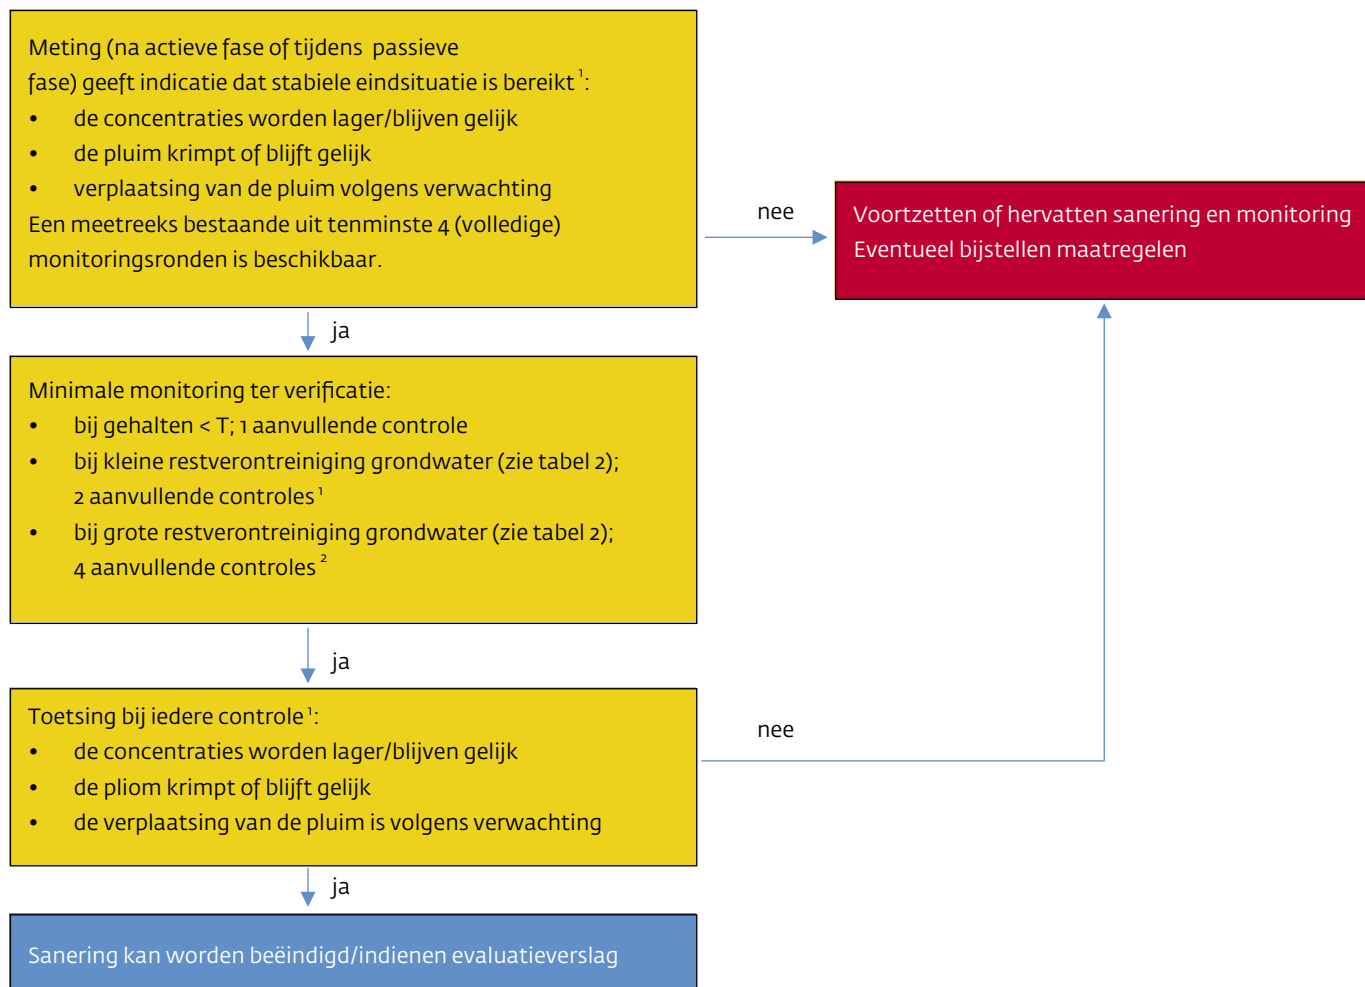 Meting (na actieve fase of tijdens passieve
fase) geeft indicatie dat stabiele eindsituatie is bereikt ¹:
• de concentraties worden lager/blijven gelijk
• de pluim krimpt of blijft gelijk
• verplaatsing van de pluim volgens verwachting
Een meetreeks bestaande uit tenminste 4 (volledige)
monitoringsronden is beschikbaar.
nee
Voortzetten of hervatten sanering en monitoring
Eventueel bijstellen maatregelen
ja
Minimale monitoring ter verificatie:
• bij gehalten < T; 1 aanvullende controle
• bij kleine restverontreiniging grondwater (zie tabel 2);
2 aanvullende controles ¹
• bij grote restverontreiniging grondwater (zie tabel 2);
4 aanvullende controles ²
ja
Toetsing bij iedere controle ¹:
• de concentraties worden lager/blijven gelijk
• de pliom krimpt of blijft gelijk
• de verplaatsing van de pluim is volgens verwachting
nee
ja
Sanering kan worden beëindigd/indienen evaluatieverslag